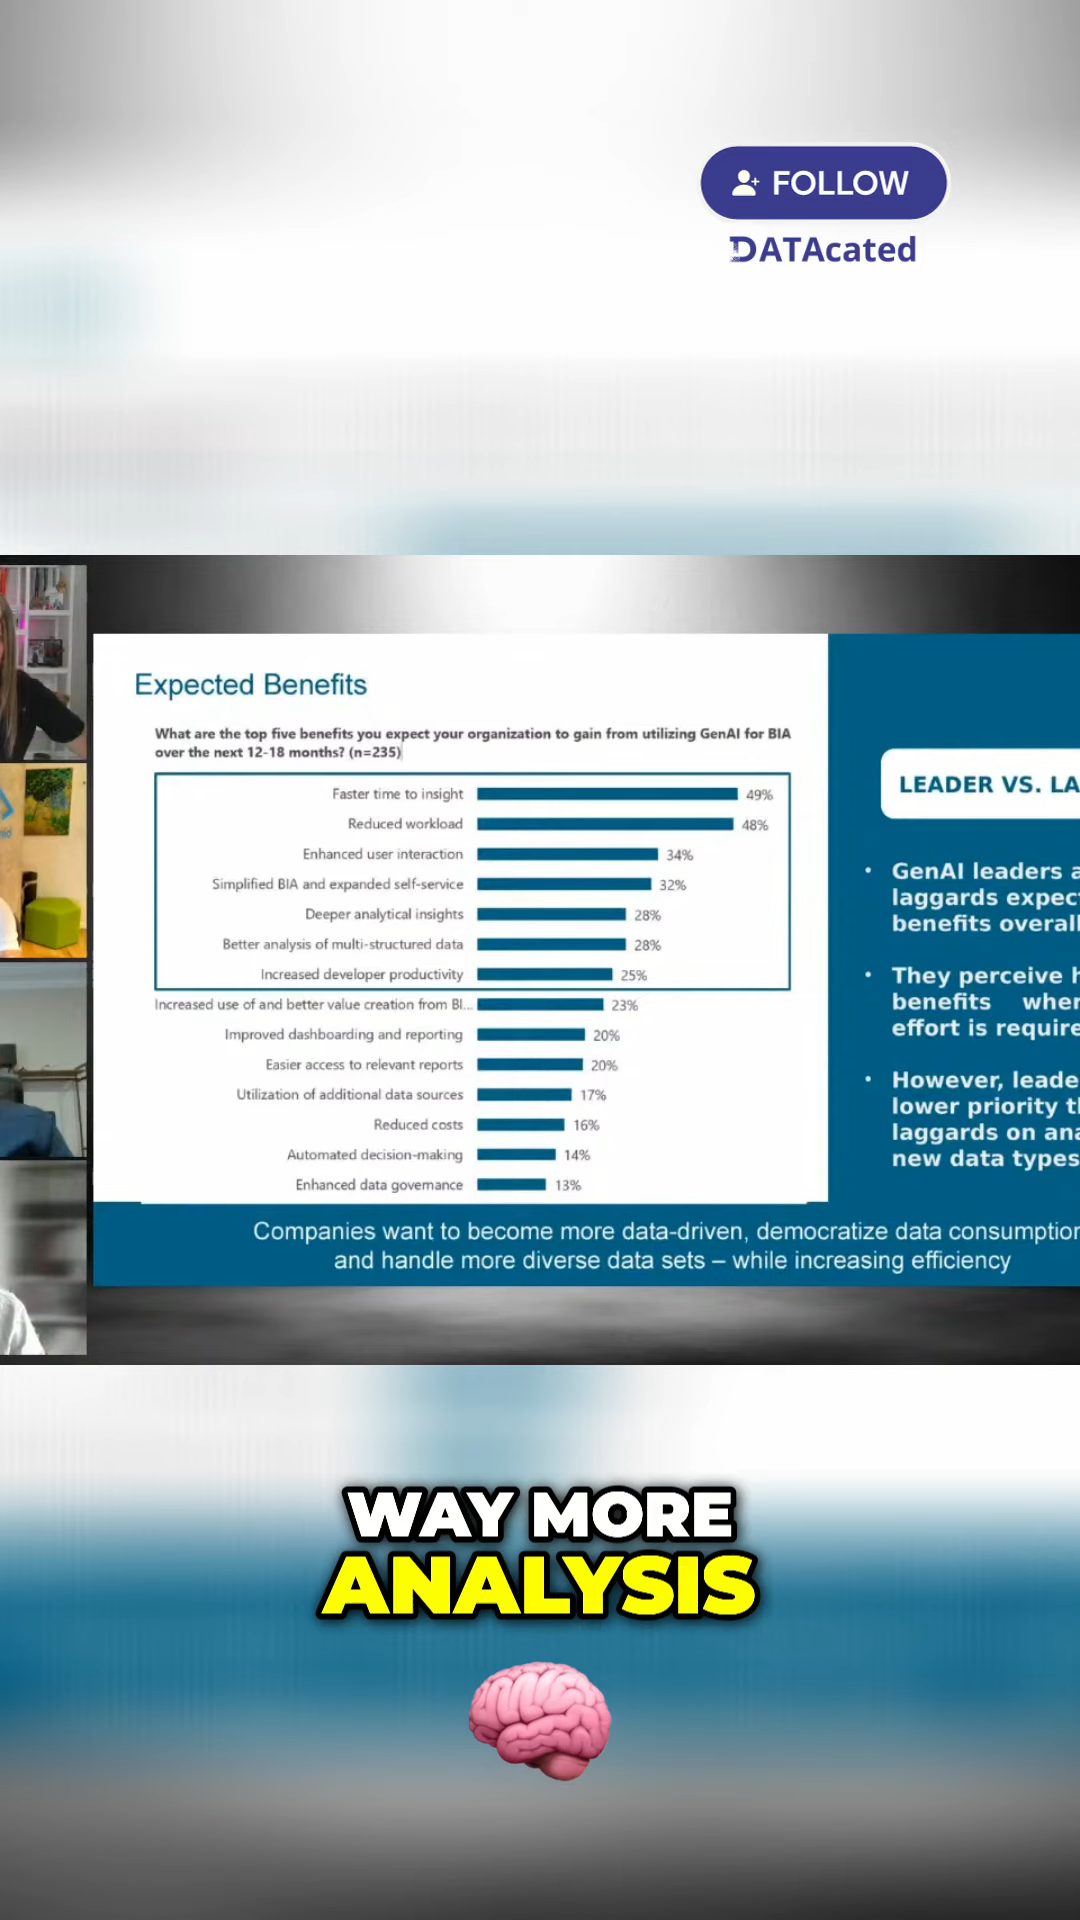 FOLLOW
DATAcated
Expected Benefits
What are the top five benefits you expect your organization to gain from utilizing GenAI for BIA
over the next 12-18 months? (n=235)
Faster time to insight 49%
Reduced workload 48%
Enhanced user interaction 34%
Simplified BIA and expanded self-service 32%
Deeper analytical insights 28%
Better analysis of multi-structured data 28%
Increased developer productivity 25%
Increased use of and better value creation from BI... 23%
Improved dashboarding and reporting 20%
Easier access to relevant reports 20%
Utilization of additional data sources 17%
Reduced costs 16%
Automated decision-making 14%
Enhanced data governance 13%
LEADER VS. LA
• GenAI leaders a
laggards expec
benefits overall
• They perceive h
benefits wher
effort is require
• However, leade
lower priority th
laggards on ana
new data types
Companies want to become more data-driven, democratize data consumption
and handle more diverse data sets – while increasing efficiency
WAY MORE
ANALYSIS